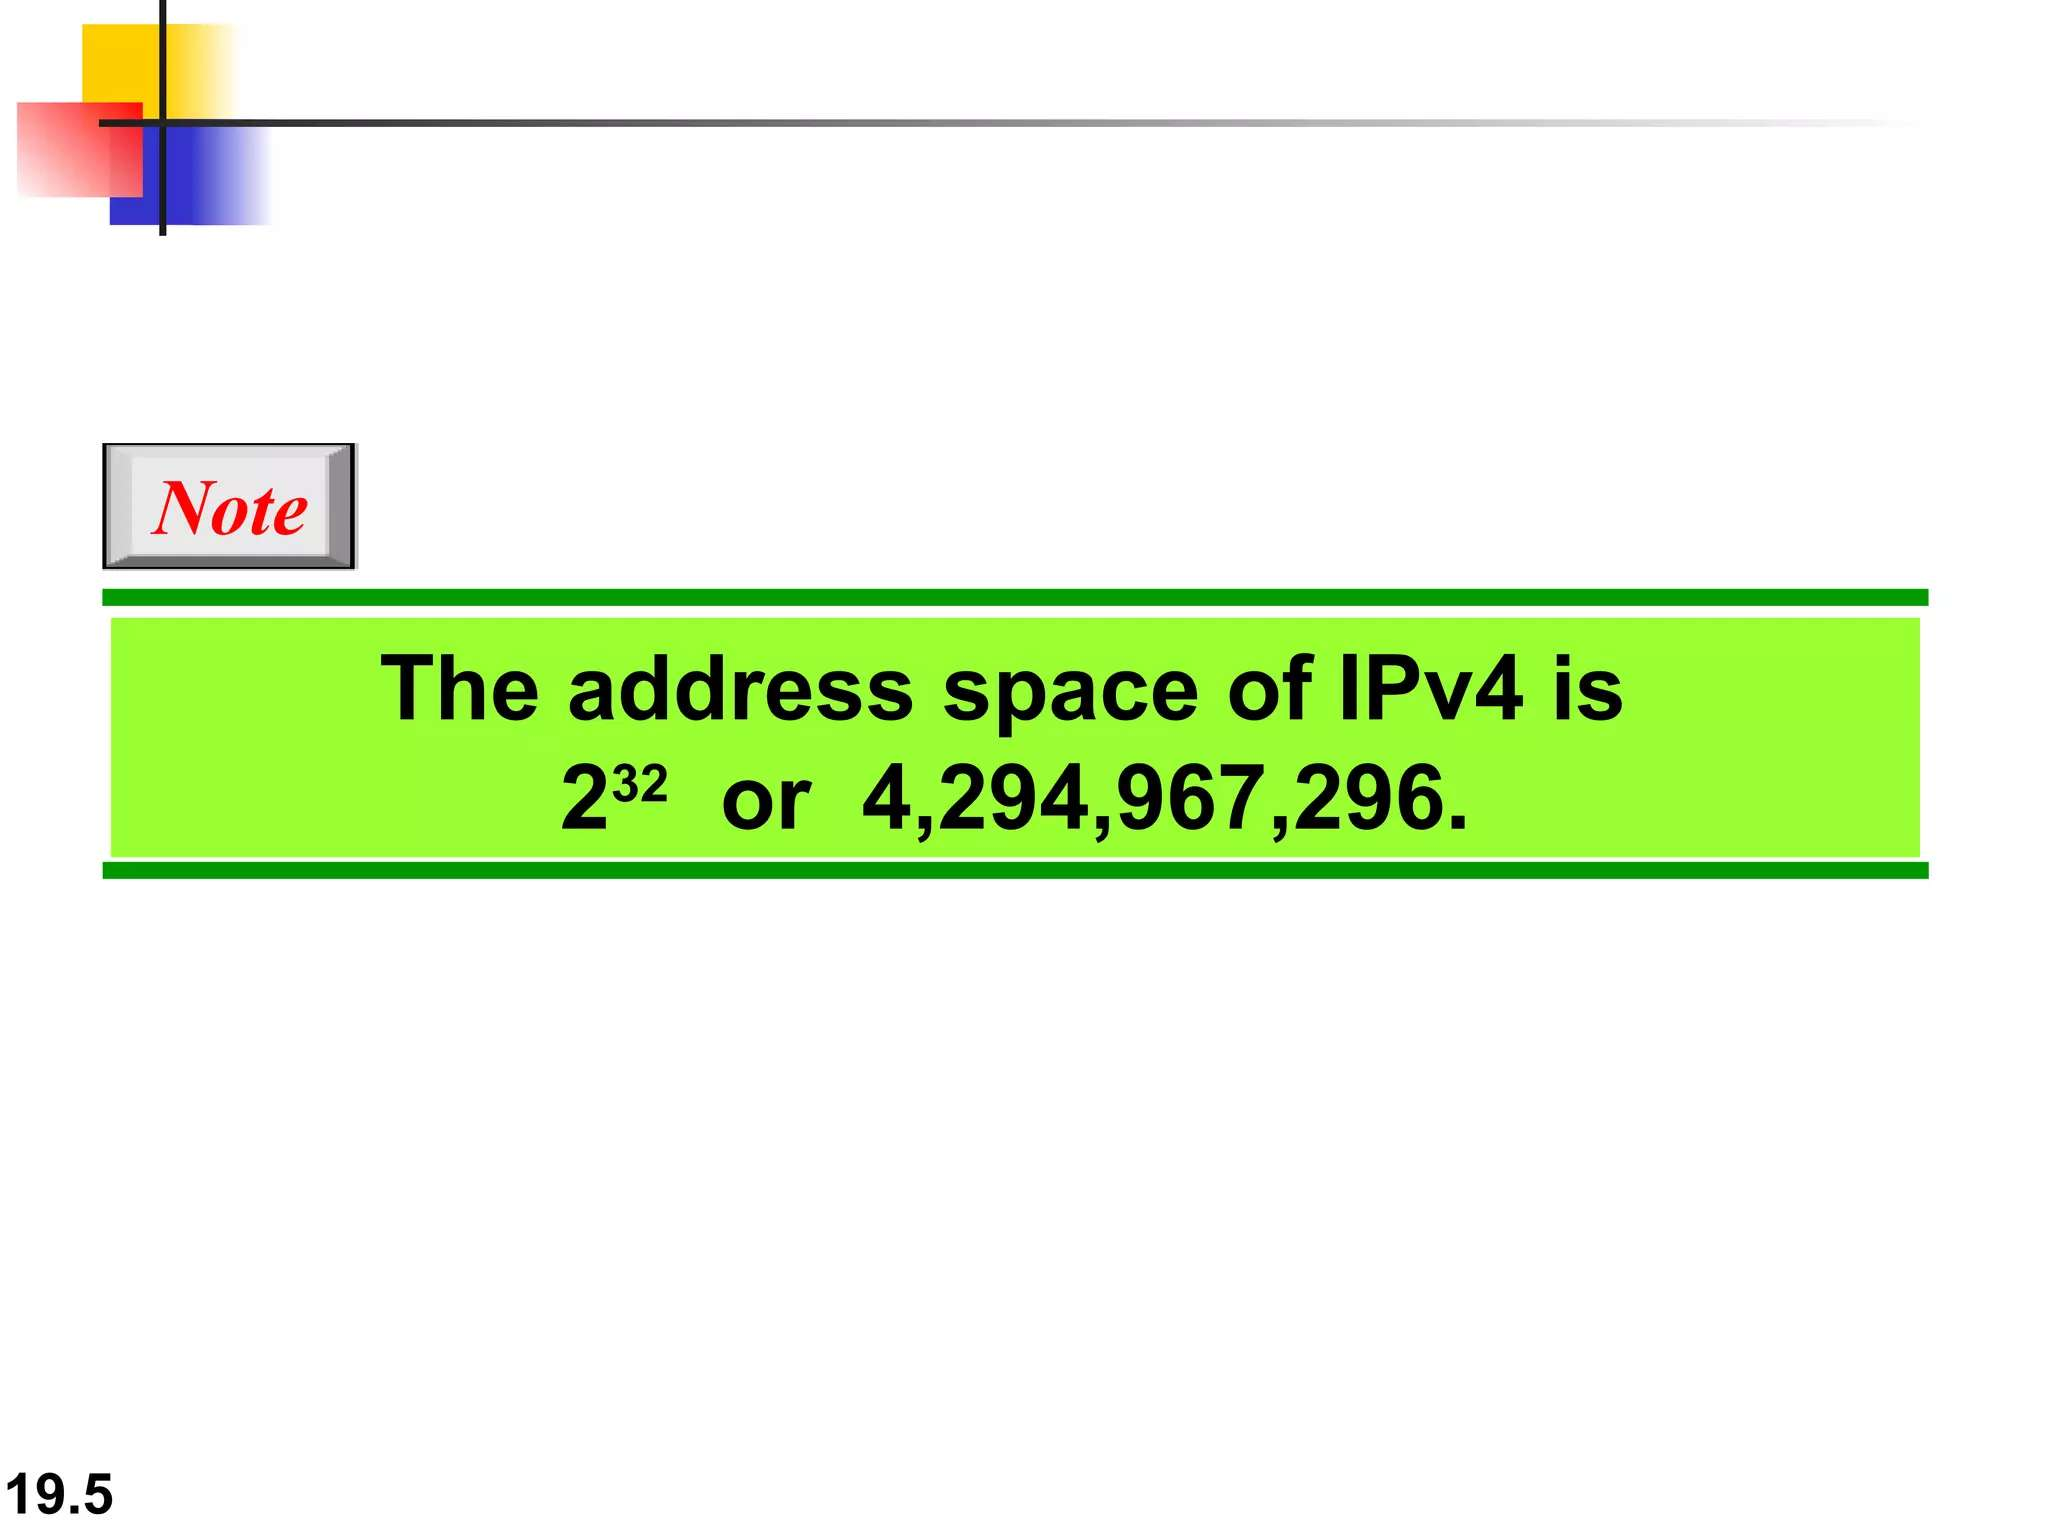 Note
The address space of IPv4 is
2³² or 4,294,967,296.
19.5